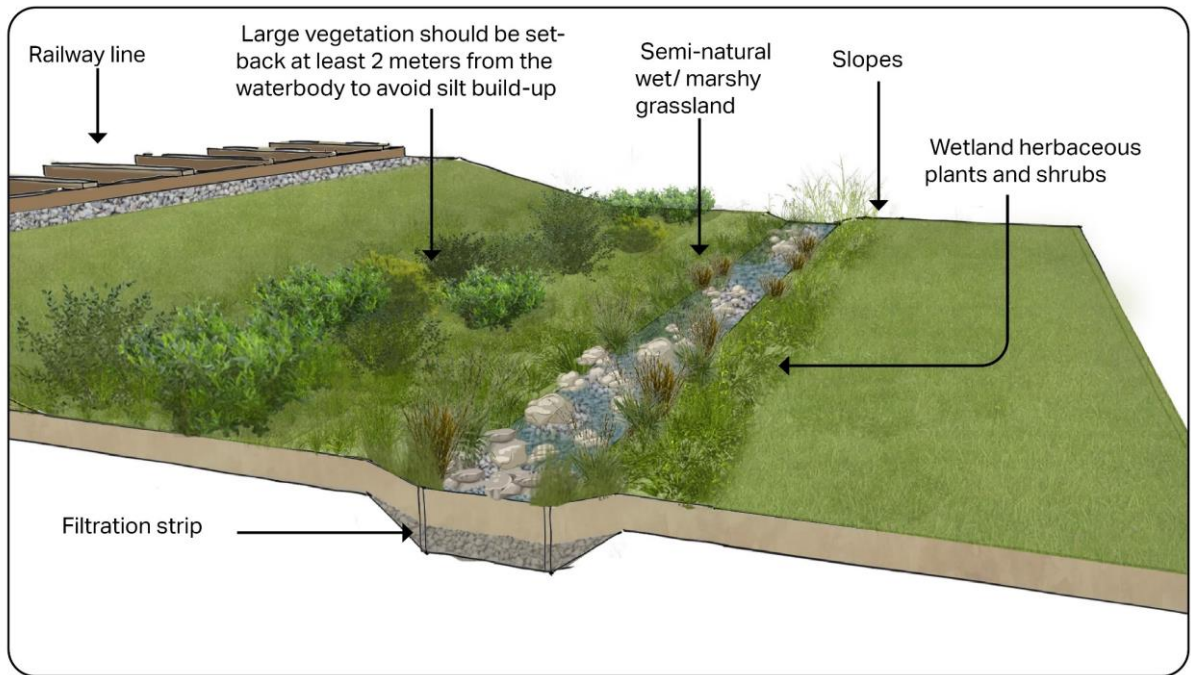 Railway line
Large vegetation should be set-
back at least 2 meters from the
waterbody to avoid silt build-up
Semi-natural
wet/ marshy
grassland
Slopes
Wetland herbaceous
plants and shrubs
Filtration strip